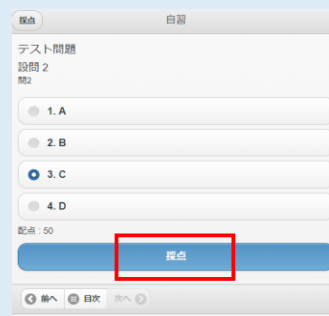 採点 自習
テスト問題
設問 2
問2
1. A
2. B
3. C
4. D
配点 : 50
採点
前へ 目次 次へ